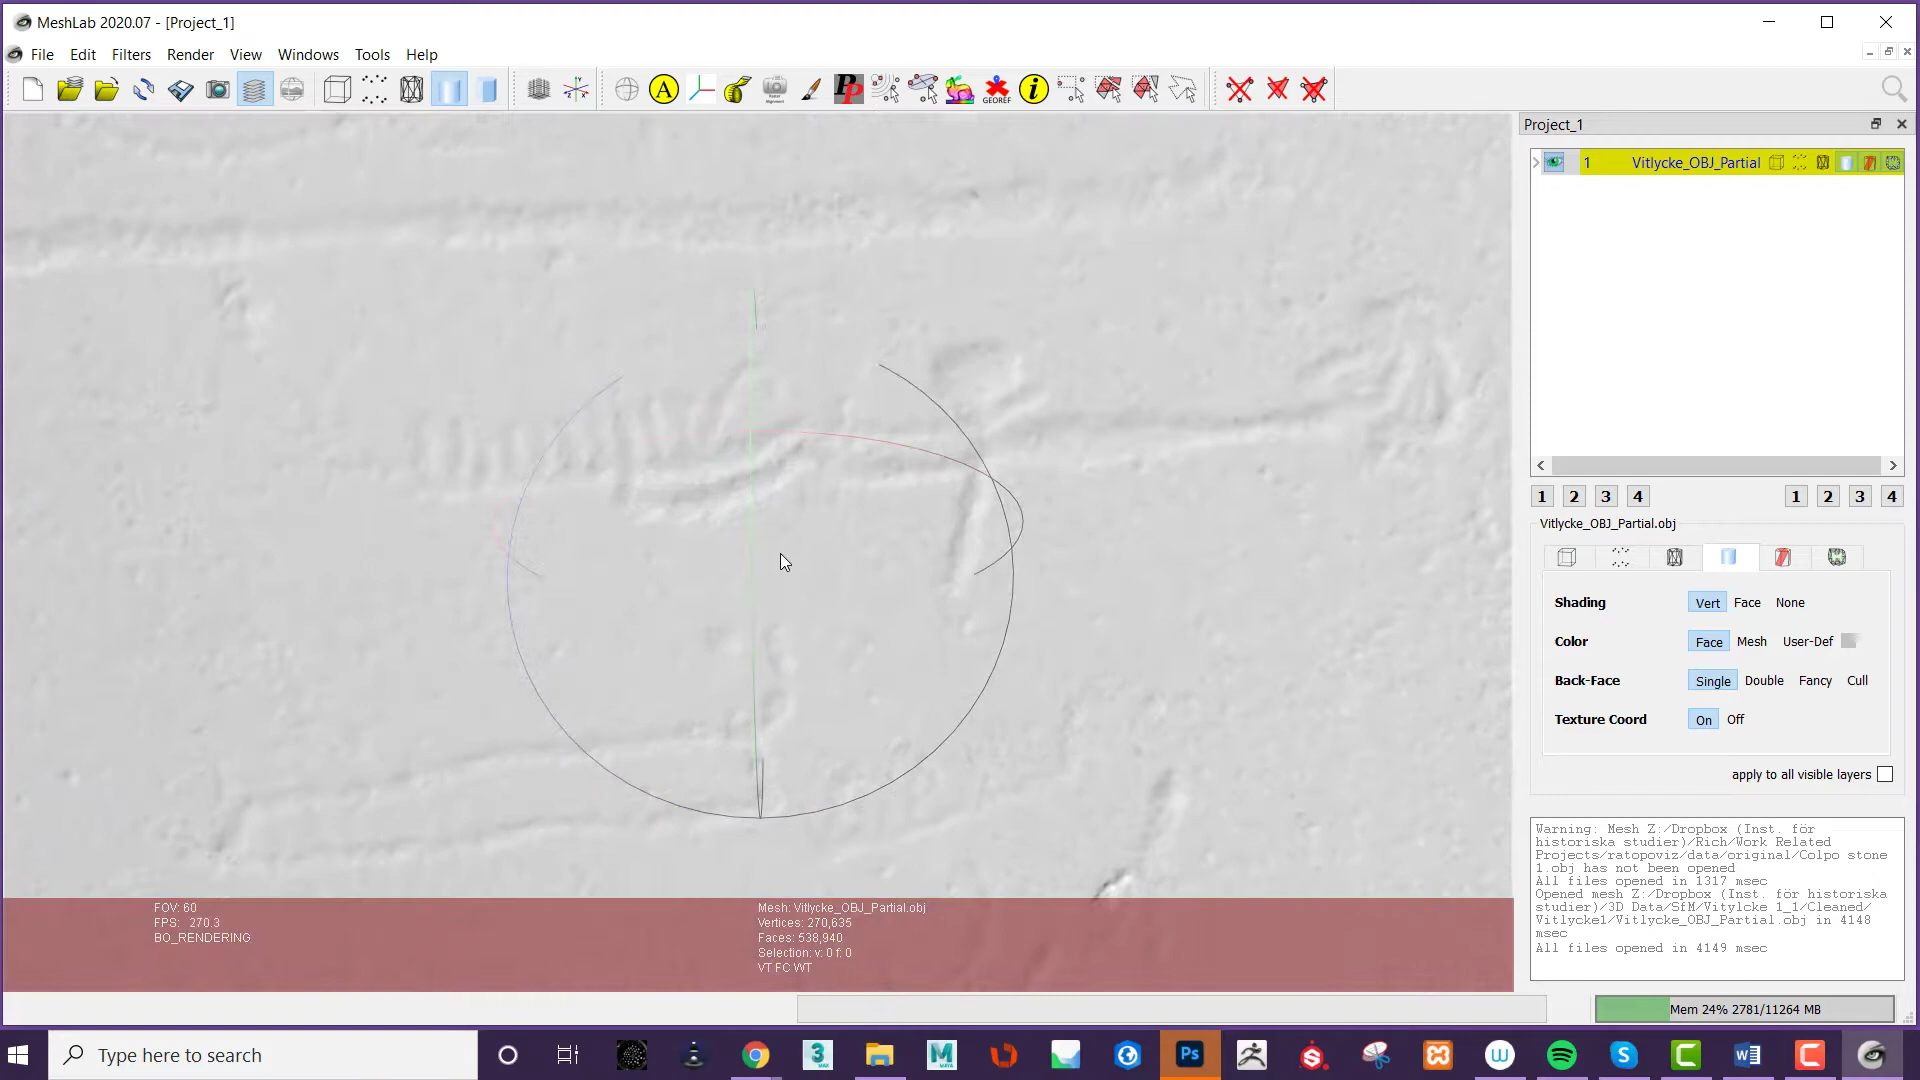 MeshLab 2020.07 - [Project_1]
File Edit Filters Render View Windows Tools Help
A
PP
GEOREF
i
Project_1
1 Vitlycke_OBJ_Partial
1 2 3 4 1 2 3 4
Vitlycke_OBJ_Partial.obj
Shading Vert Face None
Color Face Mesh User-Def
Back-Face Single Double Fancy Cull
Texture Coord On Off
apply to all visible layers
Warning: Mesh Z:/Dropbox (Inst. för
historiska studier)/Rich/Work Related
Projects/ratopoviz/data/original/Colpo stone
1.obj has not been opened
All files opened in 1317 msec
Opened mesh Z:/Dropbox (Inst. för historiska
studier)/3D Data/SfM/Vitylcke 1_1/Cleaned/
Vitlycke1/Vitlycke_OBJ_Partial.obj in 4148
msec
All files opened in 4149 msec
FOV: 60
FPS: 270.3
BO_RENDERING
Mesh: Vitlycke_OBJ_Partial.obj
Vertices: 270,635
Faces: 538,940
Selection: v: 0 f: 0
VT FC WT
Mem 24% 2781/11264 MB
Type here to search
3
M
Ps
S
W
S
C
W
C